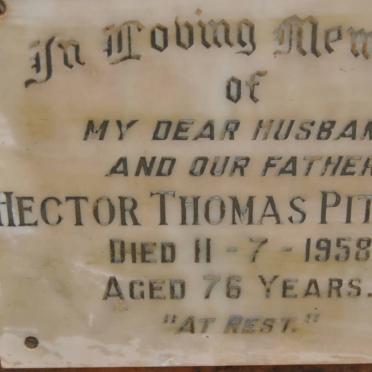 In Loving Mem
of
MY DEAR HUSBAN
AND OUR FATHER
HECTOR THOMAS PIT
DIED 11-7-1958
AGED 76 YEARS.
"AT REST."